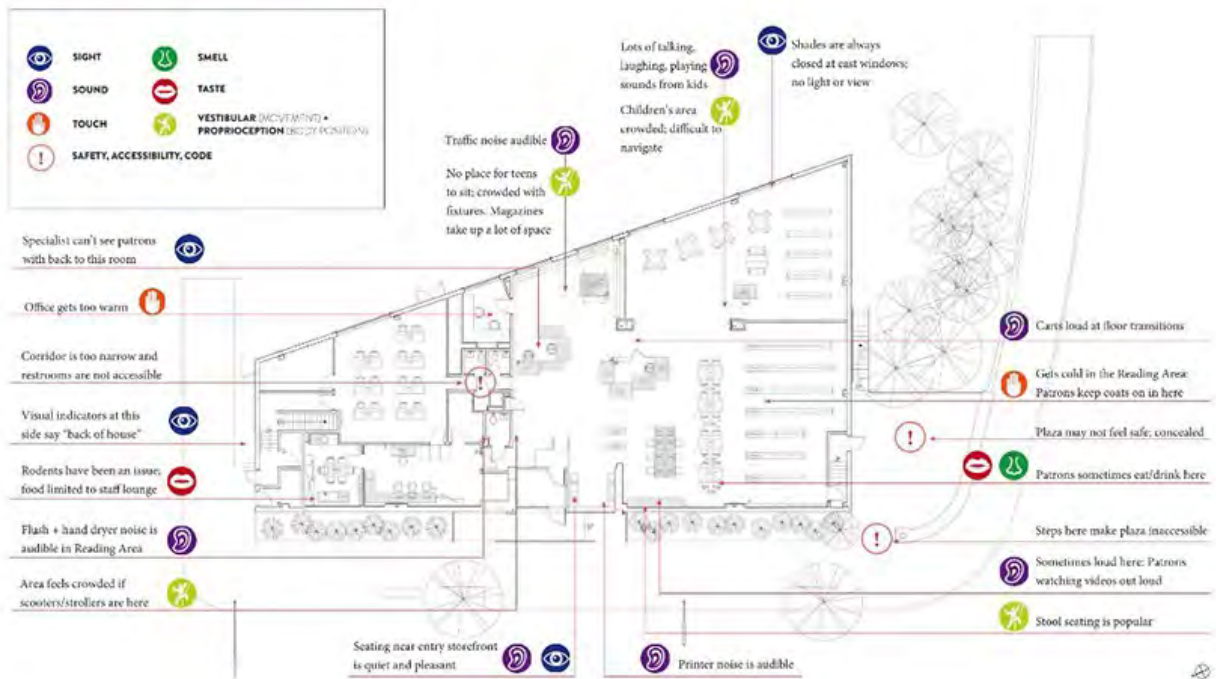 SIGHT
SMELL
SOUND
TASTE
TOUCH
VESTIBULAR (MOVEMENT) +
PROPRIOCEPTION (BODY POSITION)
SAFETY, ACCESSIBILITY, CODE
Traffic noise audible
No place for teens
to sit; crowded with
fixtures. Magazines
take up a lot of space
Lots of talking,
laughing, playing
sounds from kids
Children's area
crowded; difficult to
navigate
Shades are always
closed at east windows;
no light or view
Specialist can't see patrons
with back to this room
Office gets too warm
Corridor is too narrow and
restrooms are not accessible
Visual indicators at this
side say "back of house"
Rodents have been an issue;
food limited to staff lounge
Flush + hand dryer noise is
audible in Reading Area
Area feels crowded if
scooters/strollers are here
Carts loud at floor transitions
Gets cold in the Reading Area:
Patrons keep coats on in here
Plaza may not feel safe; concealed
Patrons sometimes eat/drink here
Steps here make plaza inaccessible
Sometimes loud here: Patrons
watching videos out loud
Stool seating is popular
Seating near entry storefront
is quiet and pleasant
Printer noise is audible